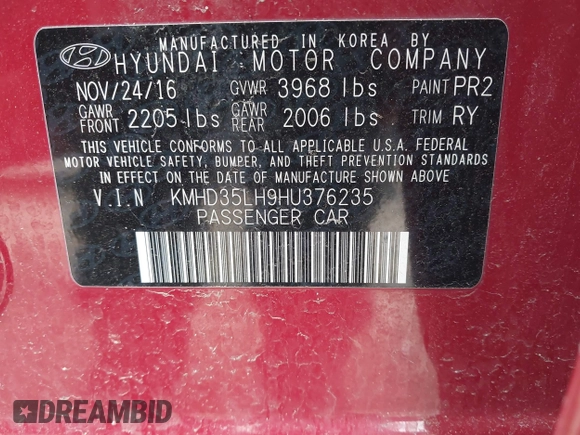 MANUFACTURED IN KOREA BY
HYUNDAI MOTOR COMPANY
NOV/24/16 GVWR 3968 lbs PAINT PR2
GAWR FRONT 2205 lbs GAWR REAR 2006 lbs TRIM RY
THIS VEHICLE CONFORMS TO ALL APPLICABLE U.S.A. FEDERAL
MOTOR VEHICLE SAFETY, BUMPER, AND THEFT PREVENTION STANDARDS
IN EFFECT ON THE DATE OF MANUFACTURE SHOWN ABOVE
V.I.N KMHD35LH9HU376235
PASSENGER CAR
DREAMBID